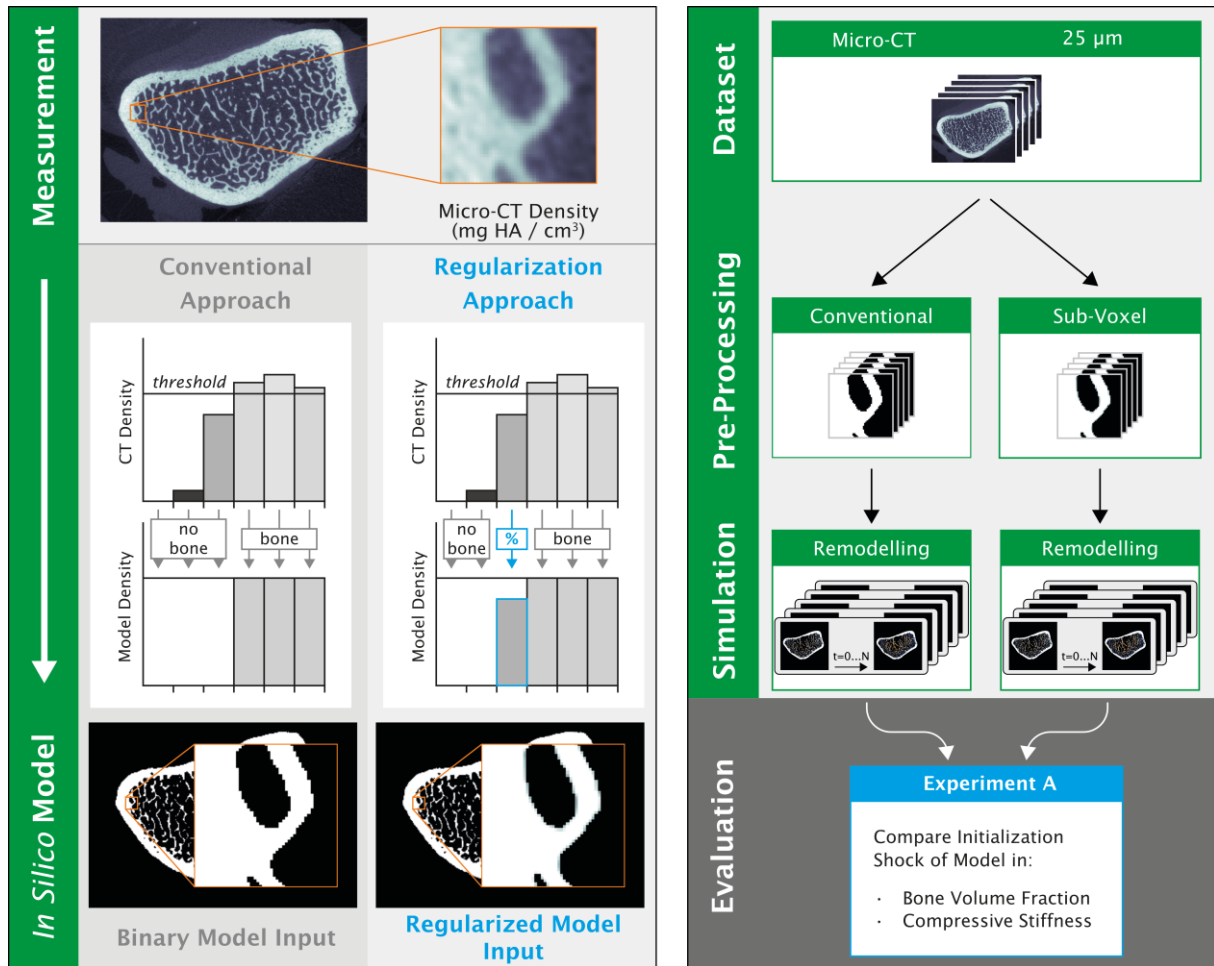 Measurement
Micro-CT Density
(mg HA / cm³)
Conventional
Approach
Regularization
Approach
CT Density
threshold
no
bone
bone
Model Density
CT Density
threshold
no
bone
%
bone
Model Density
In Silico Model
Binary Model Input
Regularized Model
Input
Dataset
Micro-CT
25 µm
Pre-Processing
Conventional
Sub-Voxel
Simulation
Remodelling
t=0...N
Remodelling
t=0...N
Evaluation
Experiment A
Compare Initialization
Shock of Model in:
· Bone Volume Fraction
· Compressive Stiffness